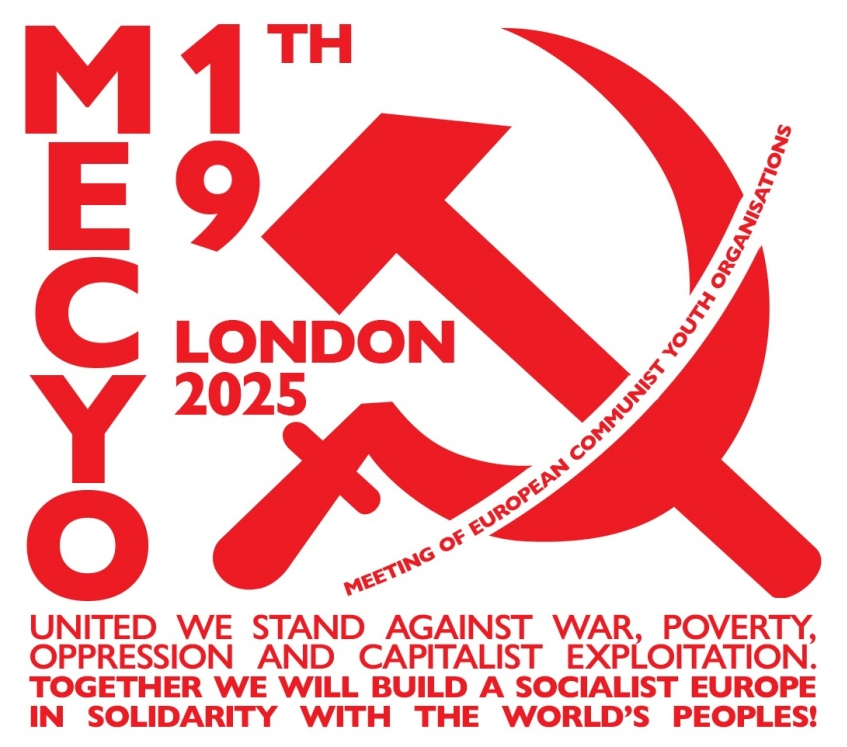 MECYO
19TH
LONDON
2025
MEETING OF EUROPEAN COMMUNIST YOUTH ORGANISATIONS
UNITED WE STAND AGAINST WAR, POVERTY,
OPPRESSION AND CAPITALIST EXPLOITATION.
TOGETHER WE WILL BUILD A SOCIALIST EUROPE
IN SOLIDARITY WITH THE WORLD'S PEOPLES!